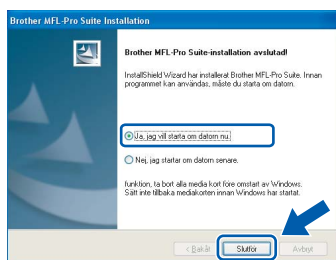 Brother MFL-Pro Suite Installation
Brother MFL-Pro Suite-installation avslutad!
InstallShield Wizard har installerat Brother MFL-Pro Suite. Innan
programmet kan användas, måste du starta om datorn.
Ja, jag vill starta om datorn nu.
Nej, jag startar om datorn senare.
funktion, ta bort alla media kort före omstart av Windows.
Sätt inte tillbaka mediakorten innan Windows har startat.
< Bakåt
Slutför
Avbryt